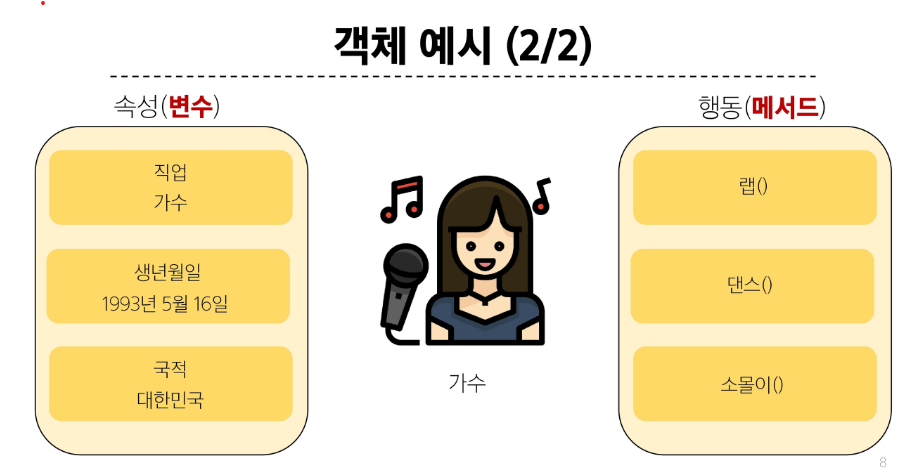 객체 예시 (2/2)
속성(변수)
직업
가수
생년월일
1993년 5월 16일
국적
대한민국
가수
행동(메서드)
랩()
댄스()
소몰이()
8